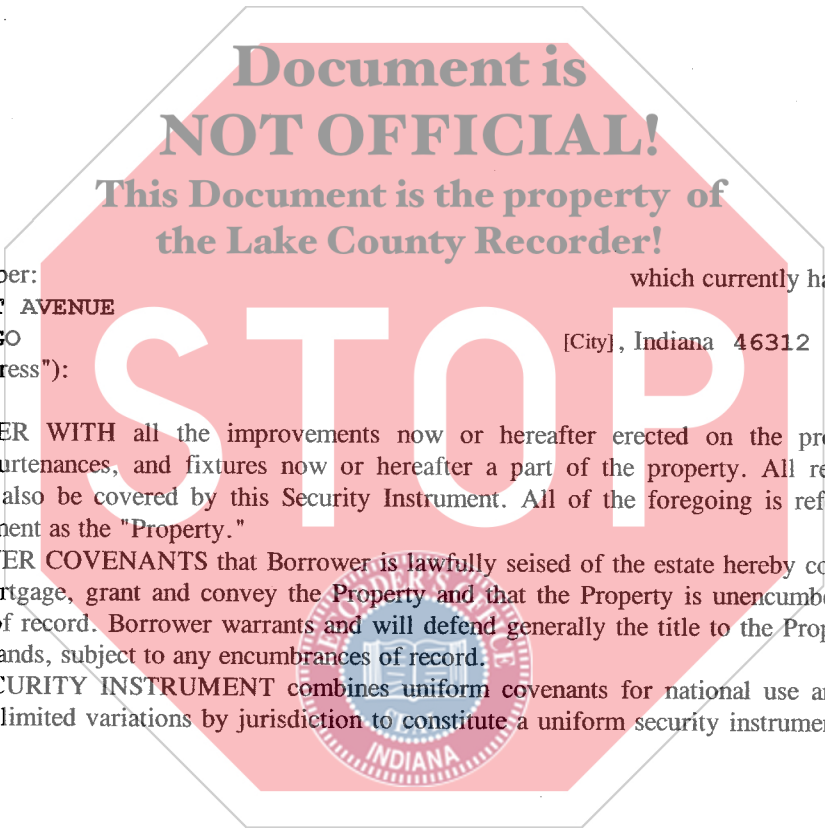 Document is
NOT OFFICIAL!
This Document is the property of
the Lake County Recorder!
ber: which currently ha
T AVENUE
GO [City], Indiana 46312
ress"):
STOP
ER WITH all the improvements now or hereafter erected on the pro
urtenances, and fixtures now or hereafter a part of the property. All re
also be covered by this Security Instrument. All of the foregoing is ref
ment as the "Property."
ER COVENANTS that Borrower is lawfully seised of the estate hereby co
rtgage, grant and convey the Property and that the Property is unencumbe
of record. Borrower warrants and will defend generally the title to the Prop
ands, subject to any encumbrances of record.
CURITY INSTRUMENT combines uniform covenants for national use an
limited variations by jurisdiction to constitute a uniform security instrumen
RECORDER'S OFFICE
SEAL
INDIANA